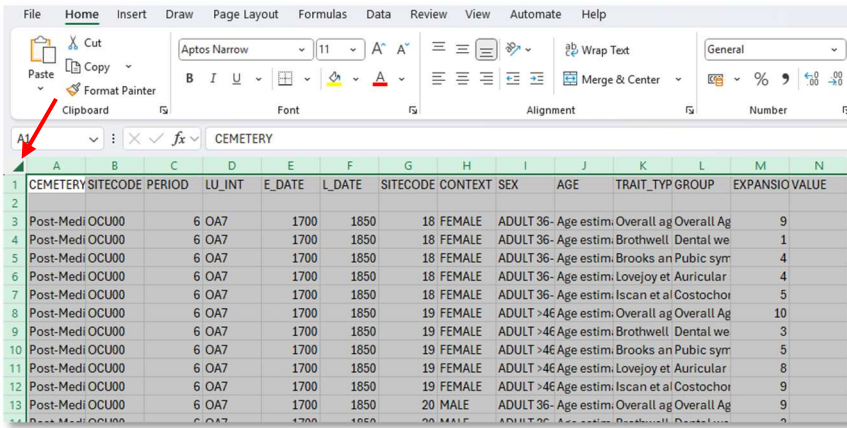 File Home Insert Draw Page Layout Formulas Data Review View Automate Help
Cut
Aptos Narrow 11 A A Wrap Text General
Copy
Paste
Format Painter B I U A Merge & Center % 9 .00 .00
Clipboard Font Alignment Number
A1 fx CEMETERY
A B C D E F G H I J K L M N
1 CEMETERY SITECODE PERIOD LU_INT E_DATE L_DATE SITECODE CONTEXT SEX AGE TRAIT_TYP GROUP EXPANSIO VALUE
2
3 Post-Medi OCU00 6 OA7 1700 1850 18 FEMALE ADULT 36- Age estim Overall ag Overall Ag 9
4 Post-Medi OCU00 6 OA7 1700 1850 18 FEMALE ADULT 36- Age estim Brothwell Dental we 1
5 Post-Medi OCU00 6 OA7 1700 1850 18 FEMALE ADULT 36- Age estim Brooks an Pubic sym 4
6 Post-Medi OCU00 6 OA7 1700 1850 18 FEMALE ADULT 36- Age estim Lovejoy et Auricular 4
7 Post-Medi OCU00 6 OA7 1700 1850 18 FEMALE ADULT 36- Age estim Iscan et al Costochor 5
8 Post-Medi OCU00 6 OA7 1700 1850 19 FEMALE ADULT >46 Age estim Overall ag Overall Ag 10
9 Post-Medi OCU00 6 OA7 1700 1850 19 FEMALE ADULT >46 Age estim Brothwell Dental we 3
10 Post-Medi OCU00 6 OA7 1700 1850 19 FEMALE ADULT >46 Age estim Brooks an Pubic sym 5
11 Post-Medi OCU00 6 OA7 1700 1850 19 FEMALE ADULT >46 Age estim Lovejoy et Auricular 8
12 Post-Medi OCU00 6 OA7 1700 1850 19 FEMALE ADULT >46 Age estim Iscan et al Costochor 9
13 Post-Medi OCU00 6 OA7 1700 1850 20 MALE ADULT 36- Age estim Overall ag Overall Ag 9